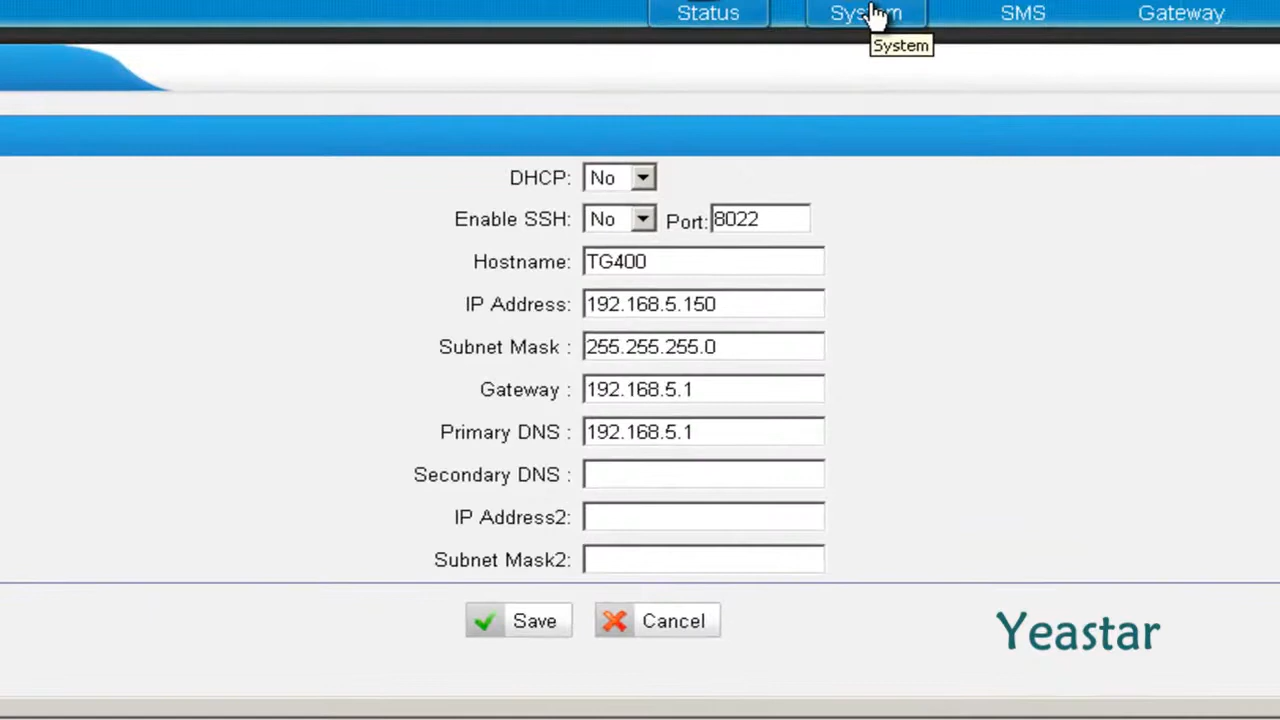 Status System SMS Gateway
System
DHCP: No
Enable SSH: No Port: 8022
Hostname: TG400
IP Address: 192.168.5.150
Subnet Mask : 255.255.255.0
Gateway : 192.168.5.1
Primary DNS : 192.168.5.1
Secondary DNS :
IP Address2:
Subnet Mask2:
Save Cancel
Yeastar